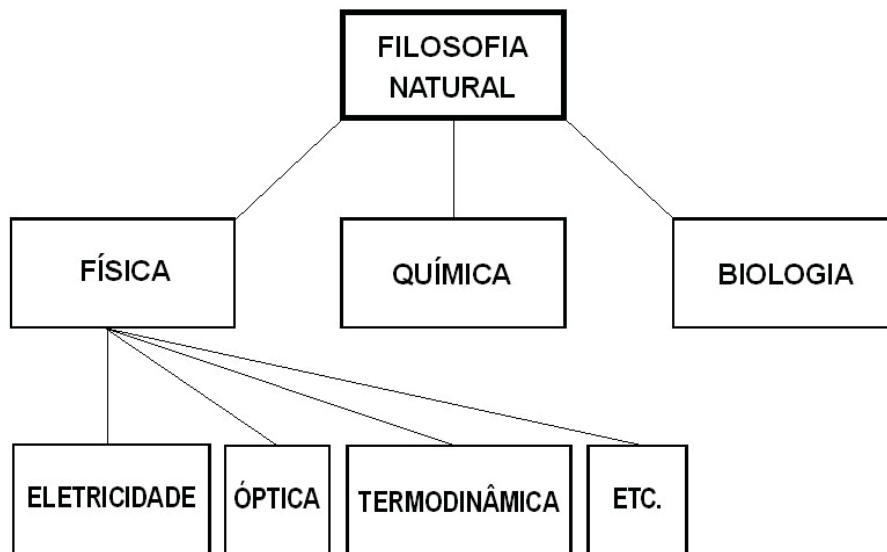 FILOSOFIA
NATURAL
FÍSICA
QUÍMICA
BIOLOGIA
ELETRICIDADE
ÓPTICA
TERMODINÂMICA
ETC.